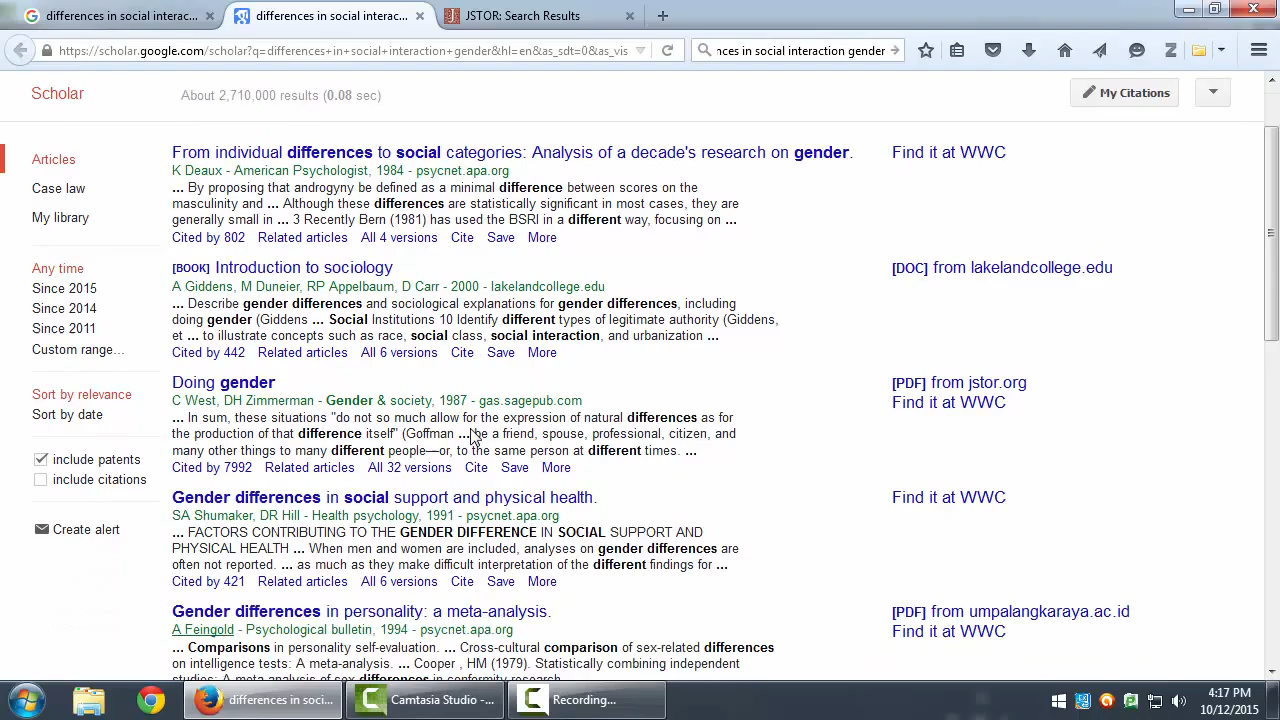 differences in social interac...
differences in social interac...
JSTOR: Search Results
https://scholar.google.com/scholar?q=differences+in+social+interaction+gender&hl=en&as_sdt=0&as_vis
nces in social interaction gender
Scholar
About 2,710,000 results (0.08 sec)
My Citations
Articles
Case law
My library
Any time
Since 2015
Since 2014
Since 2011
Custom range...
Sort by relevance
Sort by date
include patents
include citations
Create alert
From individual differences to social categories: Analysis of a decade's research on gender.
Find it at WWC
K Deaux - American Psychologist, 1984 - psycnet.apa.org
... By proposing that androgyny be defined as a minimal difference between scores on the
masculinity and ... Although these differences are statistically significant in most cases, they are
generally small in ... 3 Recently Bern (1981) has used the BSRI in a different way, focusing on ...
Cited by 802 Related articles All 4 versions Cite Save More
[BOOK] Introduction to sociology
[DOC] from lakelandcollege.edu
A Giddens, M Duneier, RP Appelbaum, D Carr - 2000 - lakelandcollege.edu
... Describe gender differences and sociological explanations for gender differences, including
doing gender (Giddens ... Social Institutions 10 Identify different types of legitimate authority (Giddens,
et ... to illustrate concepts such as race, social class, social interaction, and urbanization ...
Cited by 442 Related articles All 6 versions Cite Save More
Doing gender
[PDF] from jstor.org
Find it at WWC
C West, DH Zimmerman - Gender & society, 1987 - gas.sagepub.com
... In sum, these situations "do not so much allow for the expression of natural differences as for
the production of that difference itself" (Goffman ... be a friend, spouse, professional, citizen, and
many other things to many different people—or, to the same person at different times. ...
Cited by 7992 Related articles All 32 versions Cite Save More
Gender differences in social support and physical health.
Find it at WWC
SA Shumaker, DR Hill - Health psychology, 1991 - psycnet.apa.org
... FACTORS CONTRIBUTING TO THE GENDER DIFFERENCE IN SOCIAL SUPPORT AND
PHYSICAL HEALTH ... When men and women are included, analyses on gender differences are
often not reported. ... as much as they make difficult interpretation of the different findings for ...
Cited by 421 Related articles All 6 versions Cite Save More
Gender differences in personality: a meta-analysis.
[PDF] from umpalangkaraya.ac.id
Find it at WWC
A Feingold - Psychological bulletin, 1994 - psycnet.apa.org
... Comparisons in personality self-evaluation. ... Cross-cultural comparison of sex-related differences
on intelligence tests: A meta-analysis. ... Cooper , HM (1979). Statistically combining independent
studies: A meta-analysis of sex differences in conformity research
differences in soci...
Camtasia Studio -...
Recording...
4:17 PM
10/12/2015